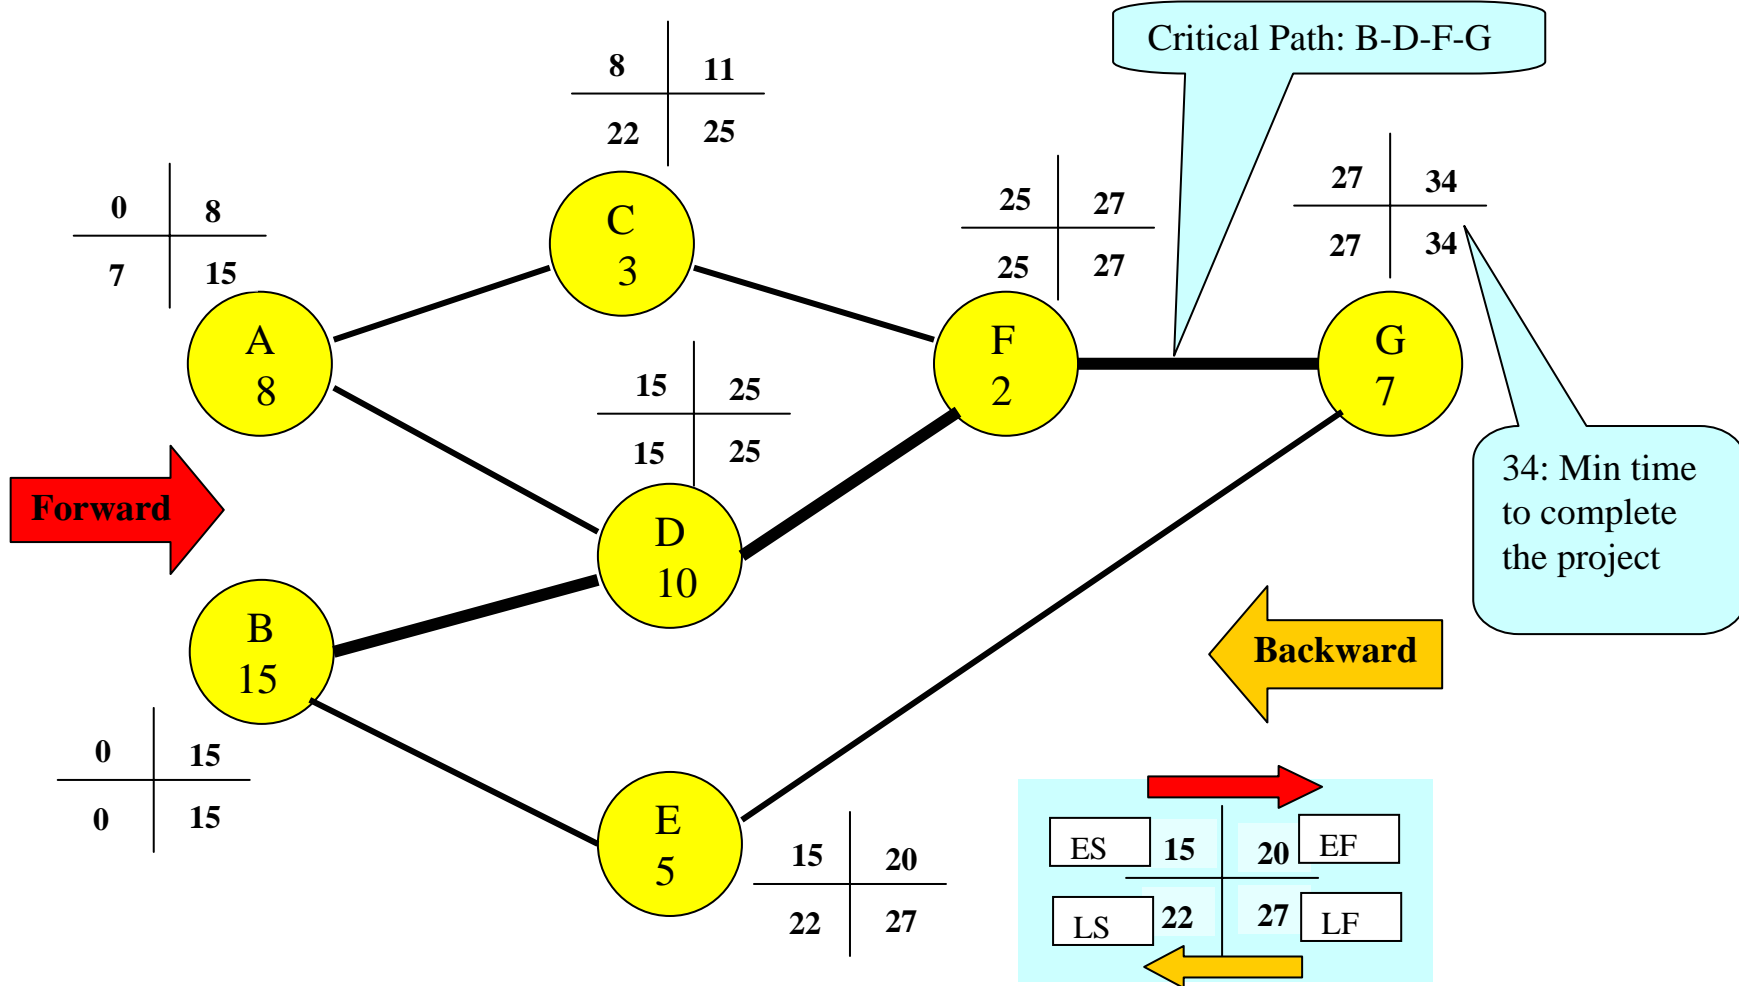 Critical Path: B-D-F-G
8 11
22 25
0 8
7 15
C
3
25 27
25 27
27 34
27 34
A
8
F
2
G
7
15 25
15 25
Forward
D
10
34: Min time
to complete
the project
B
15
Backward
0 15
0 15
E
5
15 20
22 27
ES 15 20 EF
LS 22 27 LF